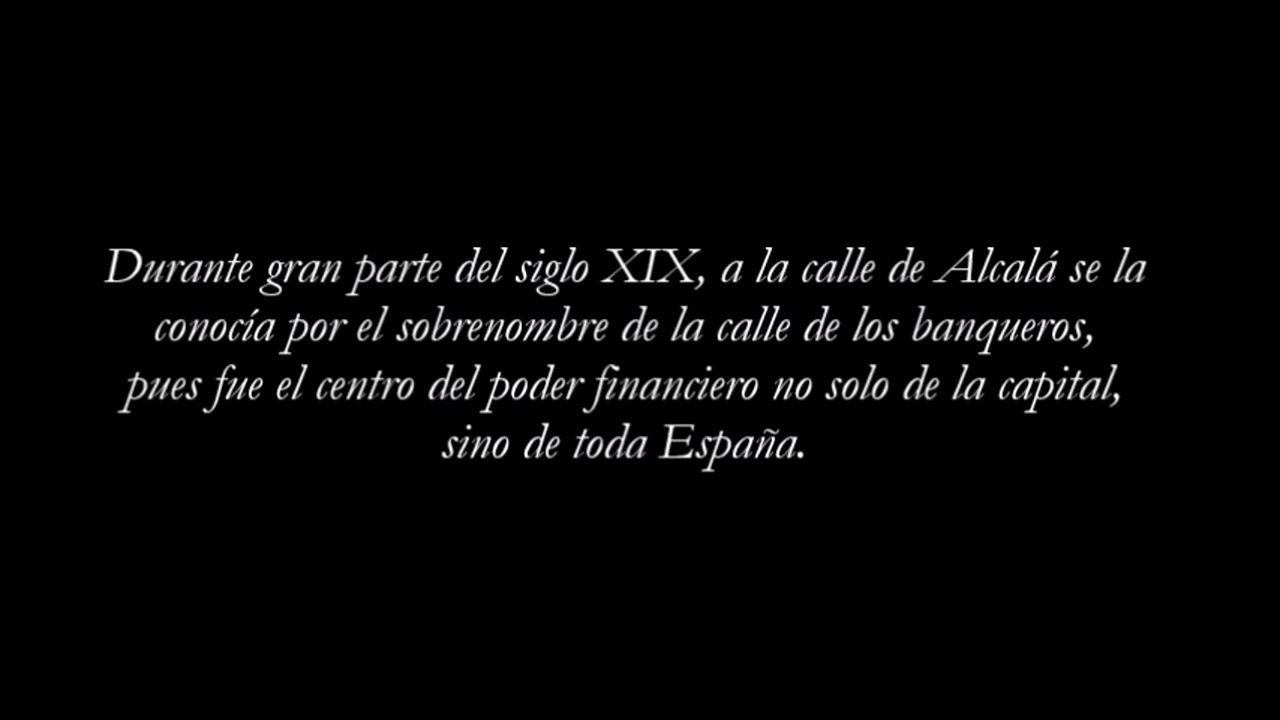 Durante gran parte del siglo XIX, a la calle de Alcalá se la
conocía por el sobrenombre de la calle de los banqueros,
pues fue el centro del poder financiero no solo de la capital,
sino de toda España.